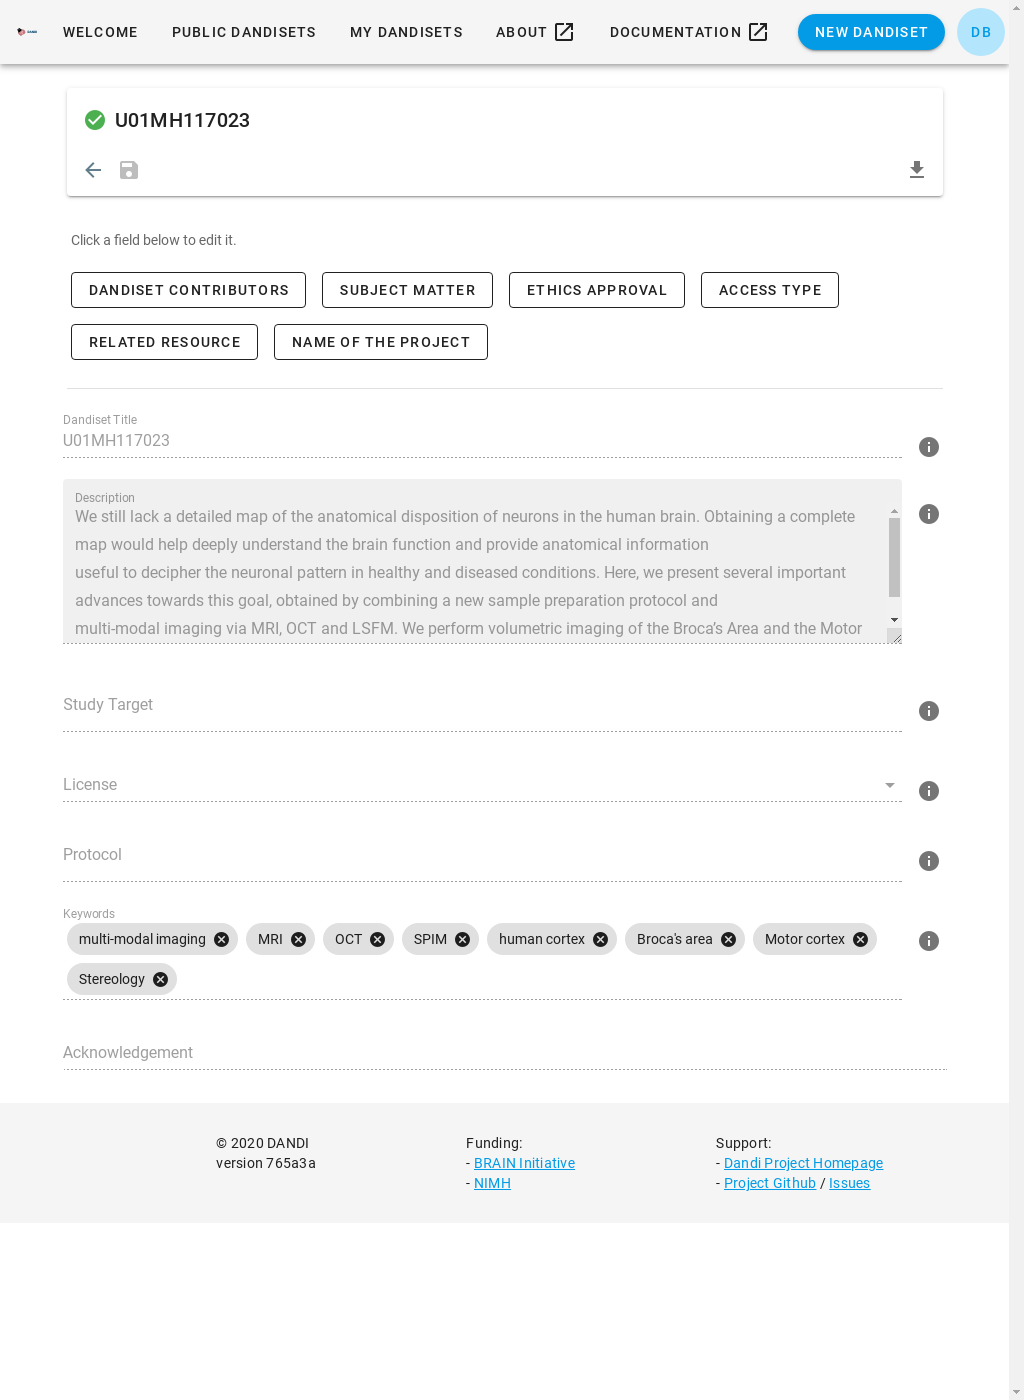 WELCOME PUBLIC DANDISETS MY DANDISETS ABOUT DOCUMENTATION NEW DANDISET DB
U01MH117023
Click a field below to edit it.
DANDISET CONTRIBUTORS SUBJECT MATTER ETHICS APPROVAL ACCESS TYPE
RELATED RESOURCE NAME OF THE PROJECT
Dandiset Title
U01MH117023
Description
We still lack a detailed map of the anatomical disposition of neurons in the human brain. Obtaining a complete
map would help deeply understand the brain function and provide anatomical information
useful to decipher the neuronal pattern in healthy and diseased conditions. Here, we present several important
advances towards this goal, obtained by combining a new sample preparation protocol and
multi-modal imaging via MRI, OCT and LSFM. We perform volumetric imaging of the Broca’s Area and the Motor
Study Target
License
Protocol
Keywords
multi-modal imaging MRI OCT SPIM human cortex Broca's area Motor cortex
Stereology
Acknowledgement
© 2020 DANDI
version 765a3a
Funding:
- BRAIN Initiative
- NIMH
Support:
- Dandi Project Homepage
- Project Github / Issues